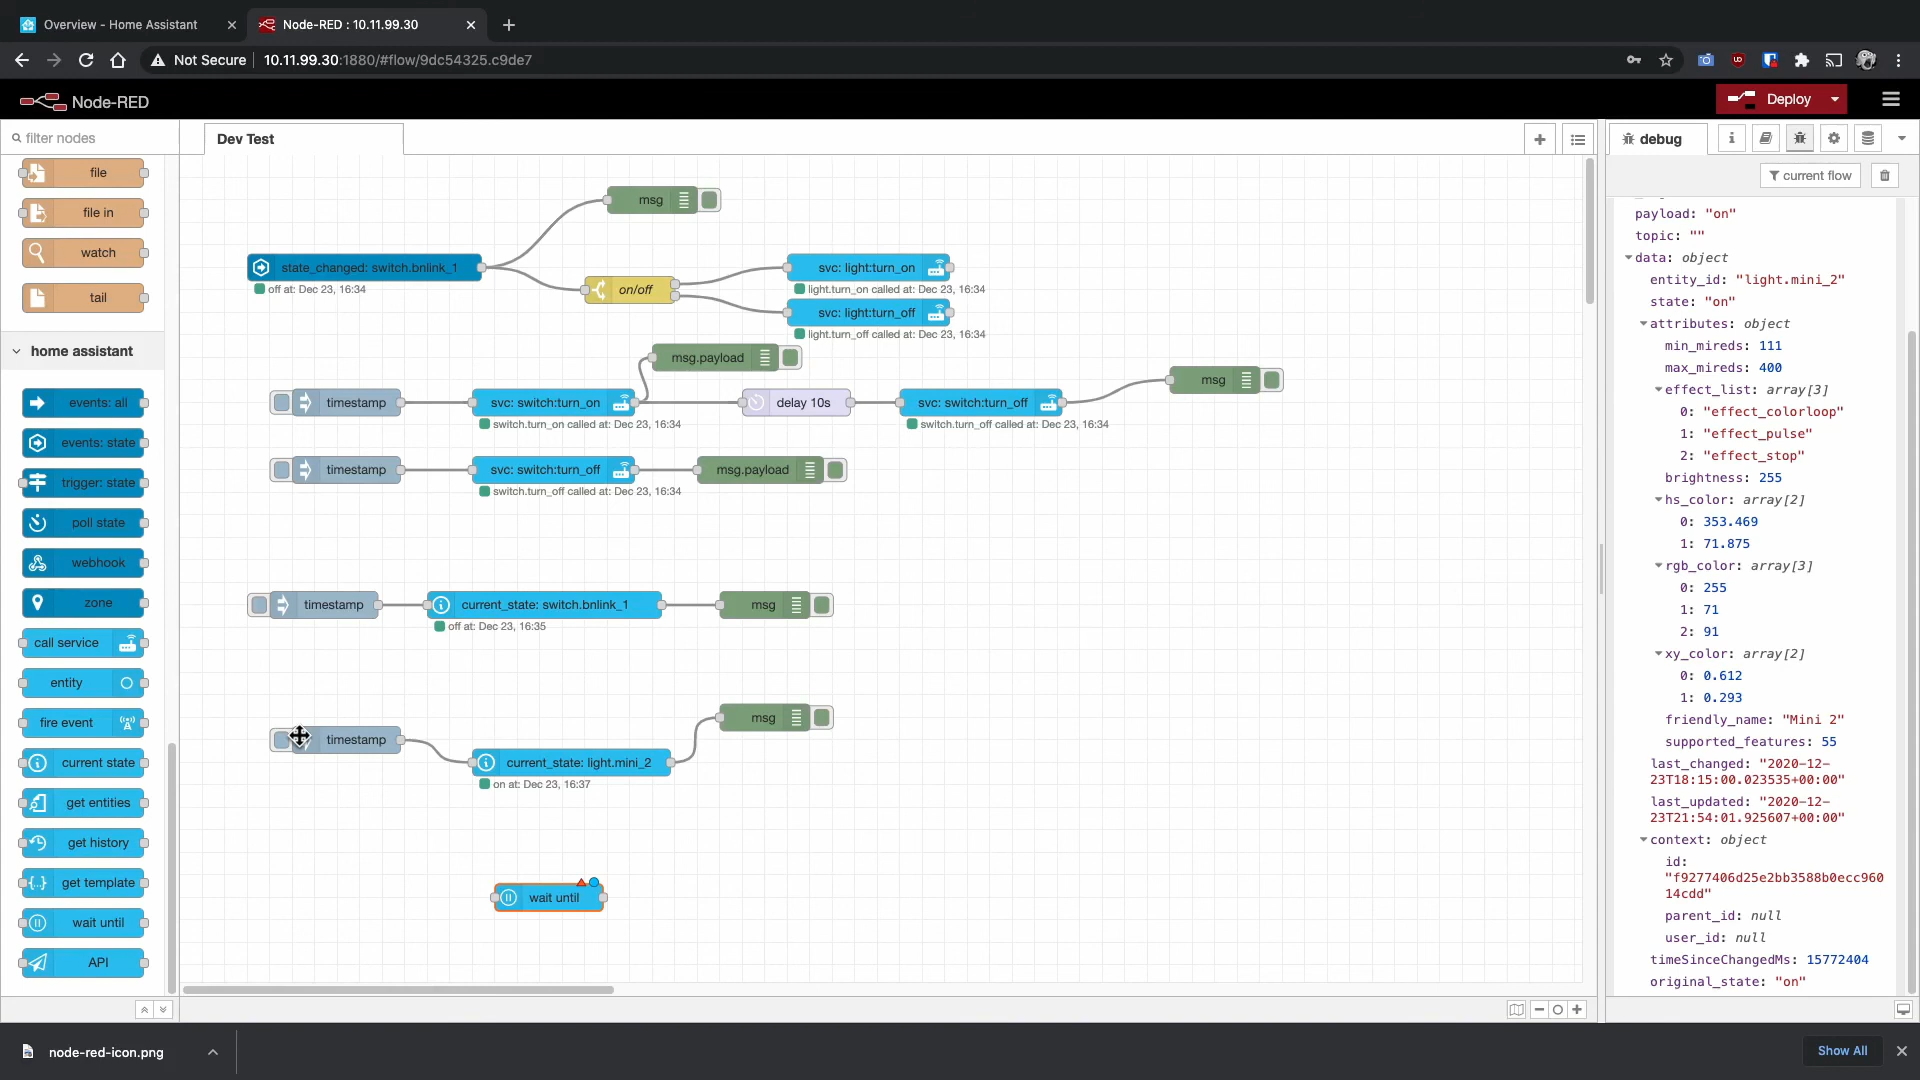 Overview - Home Assistant
Node-RED : 10.11.99.30
Not Secure
10.11.99.30:1880/#flow/9dc54325.c9de7
Node-RED
Deploy
filter nodes
file
file in
watch
tail
home assistant
events: all
events: state
trigger: state
poll state
webhook
zone
call service
entity
fire event
current state
get entities
get history
get template
wait until
API
Dev Test
msg
state_changed: switch.bnlink_1
off at: Dec 23, 16:34
on/off
svc: light:turn_on
light.turn_on called at: Dec 23, 16:34
svc: light:turn_off
light.turn_off called at: Dec 23, 16:34
msg.payload
timestamp
svc: switch:turn_on
switch.turn_on called at: Dec 23, 16:34
delay 10s
svc: switch:turn_off
switch.turn_off called at: Dec 23, 16:34
msg
timestamp
svc: switch:turn_off
switch.turn_off called at: Dec 23, 16:34
msg.payload
timestamp
current_state: switch.bnlink_1
off at: Dec 23, 16:35
msg
timestamp
current_state: light.mini_2
on at: Dec 23, 16:37
msg
wait until
debug
current flow
payload: "on"
topic: ""
data: object
entity_id: "light.mini_2"
state: "on"
attributes: object
min_mireds: 111
max_mireds: 400
effect_list: array[3]
0: "effect_colorloop"
1: "effect_pulse"
2: "effect_stop"
brightness: 255
hs_color: array[2]
0: 353.469
1: 71.875
rgb_color: array[3]
0: 255
1: 71
2: 91
xy_color: array[2]
0: 0.612
1: 0.293
friendly_name: "Mini 2"
supported_features: 55
last_changed: "2020-12-
23T18:15:00.023535+00:00"
last_updated: "2020-12-
23T21:54:01.925607+00:00"
context: object
id:
"f9277406d25e2bb3588b0ecc960
14cdd"
parent_id: null
user_id: null
timeSinceChangedMs: 15772404
original_state: "on"
node-red-icon.png
Show All